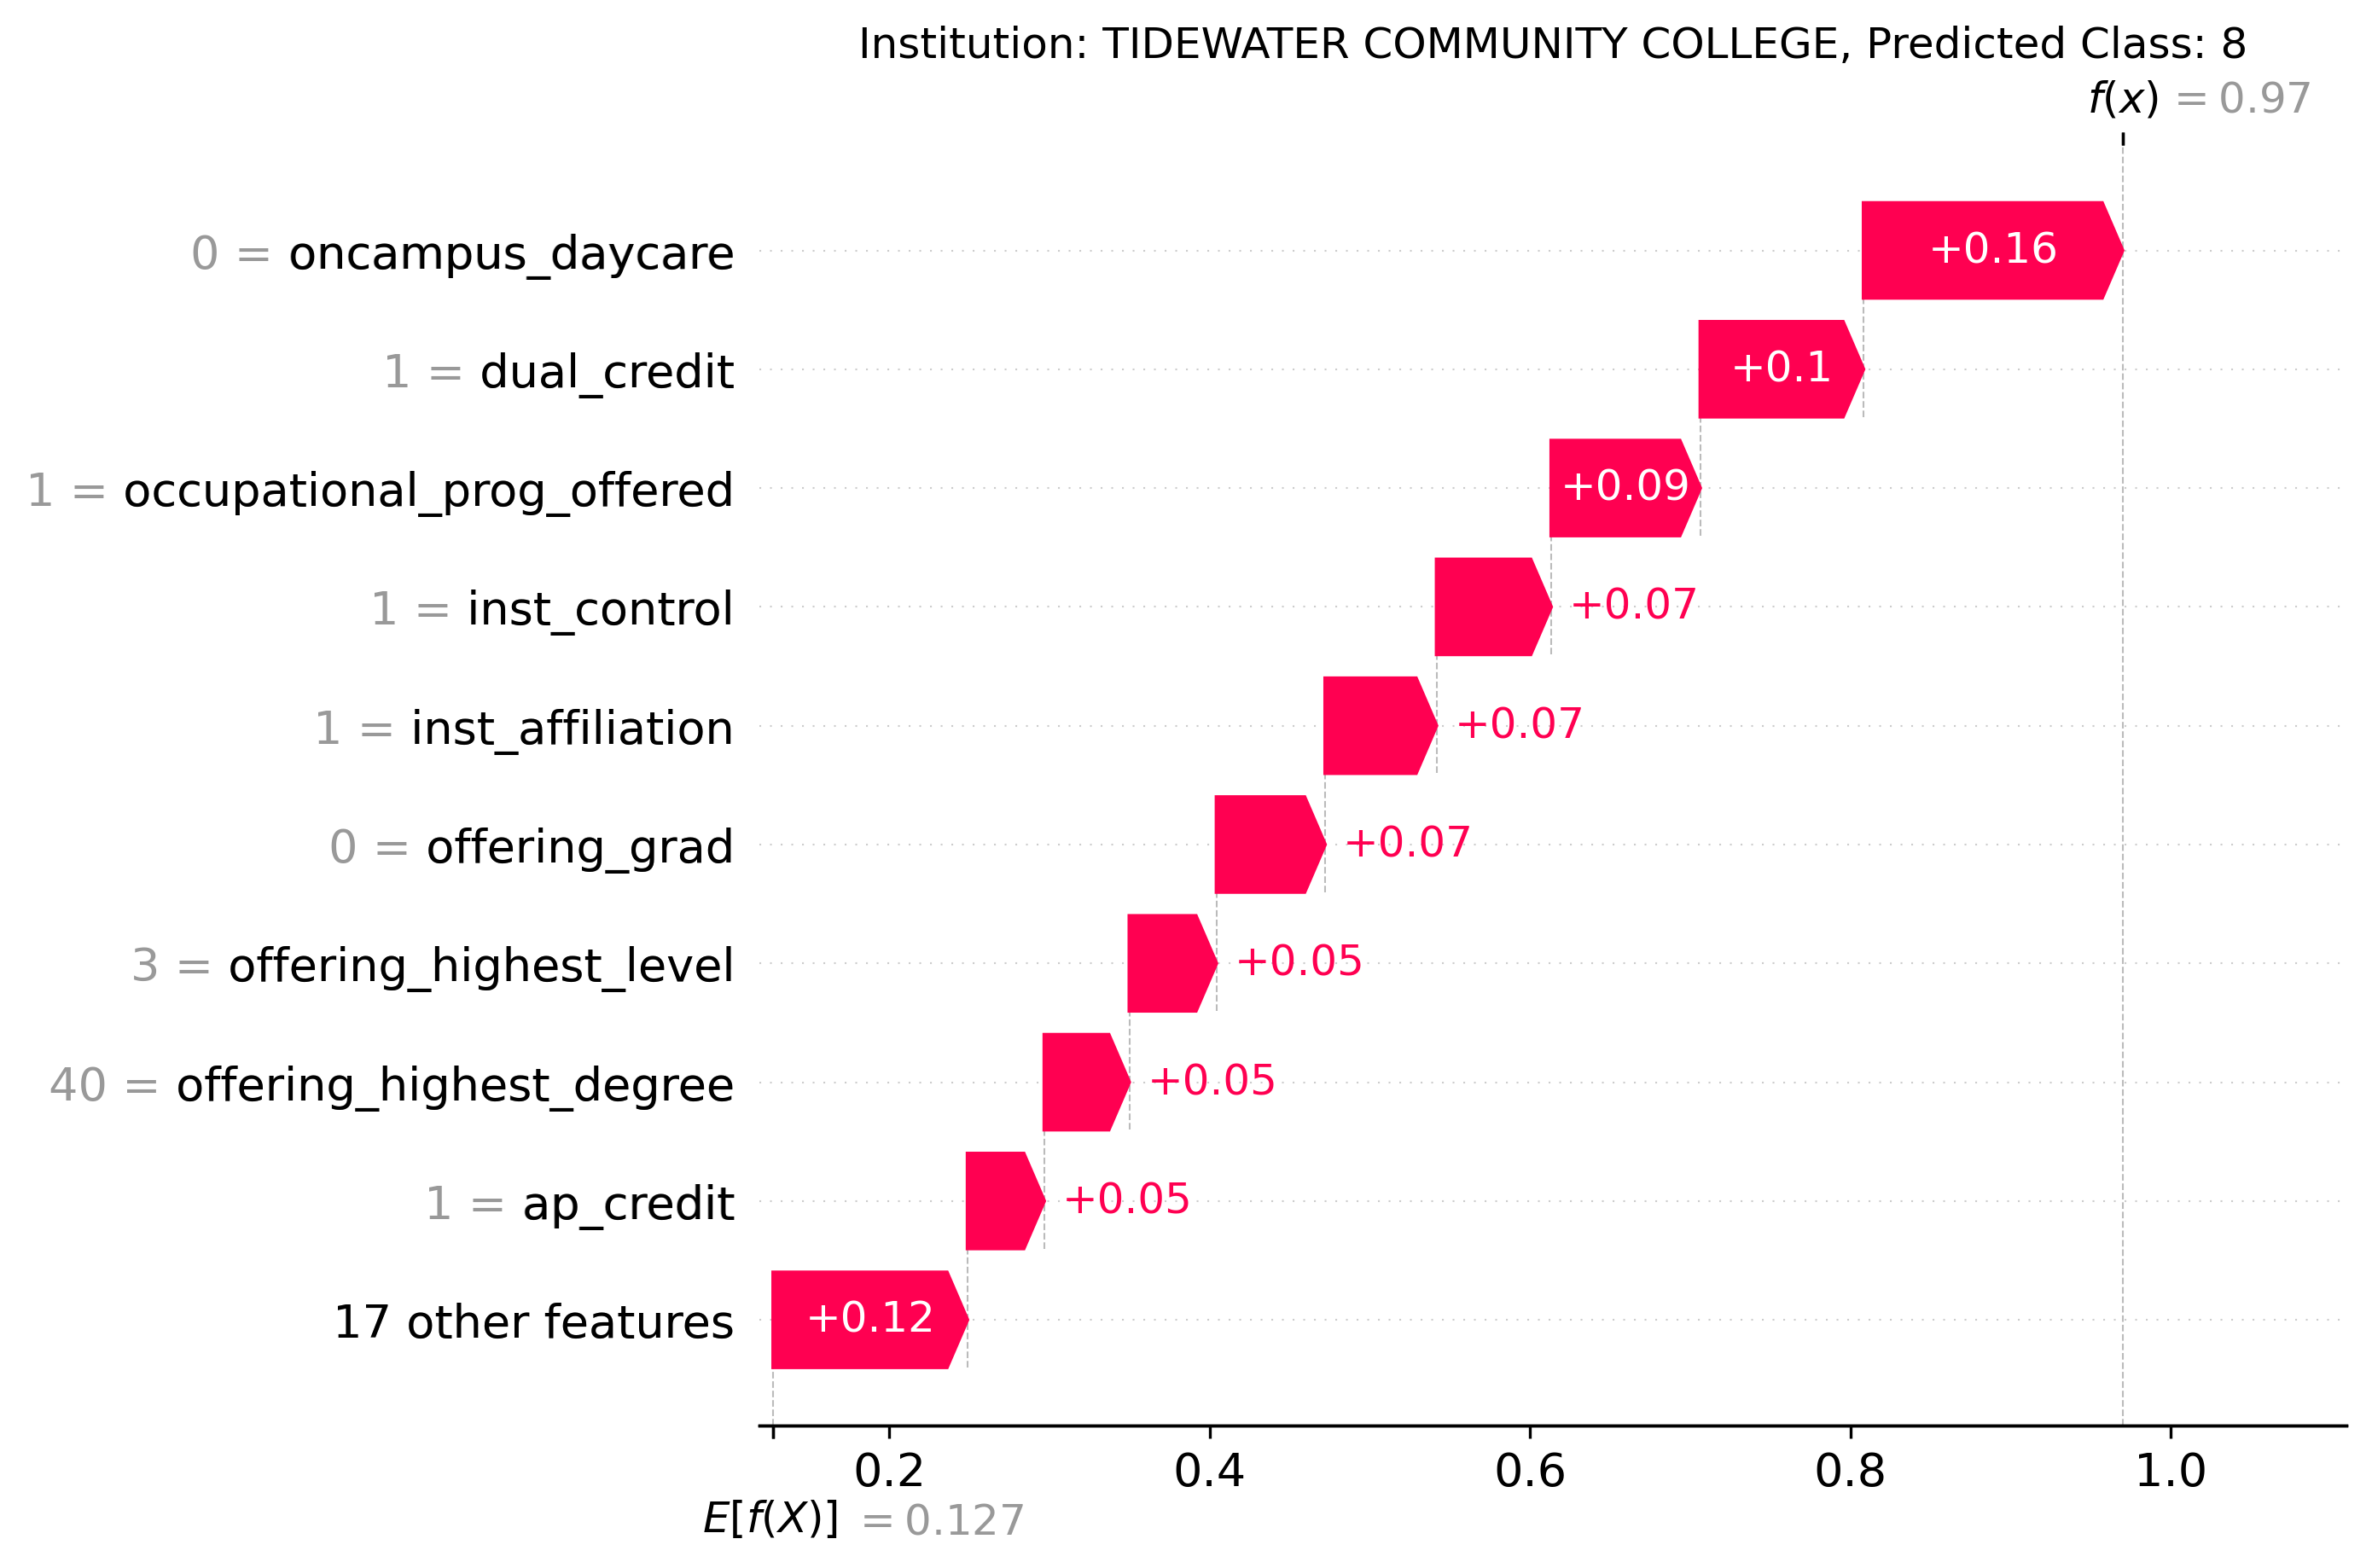 Institution: TIDEWATER COMMUNITY COLLEGE, Predicted Class: 8
f(x) = 0.97
0 = oncampus_daycare +0.16
1 = dual_credit +0.1
1 = occupational_prog_offered +0.09
1 = inst_control +0.07
1 = inst_affiliation +0.07
0 = offering_grad +0.07
3 = offering_highest_level +0.05
40 = offering_highest_degree +0.05
1 = ap_credit +0.05
17 other features +0.12
0.2 0.4 0.6 0.8 1.0
E[f(X)] = 0.127